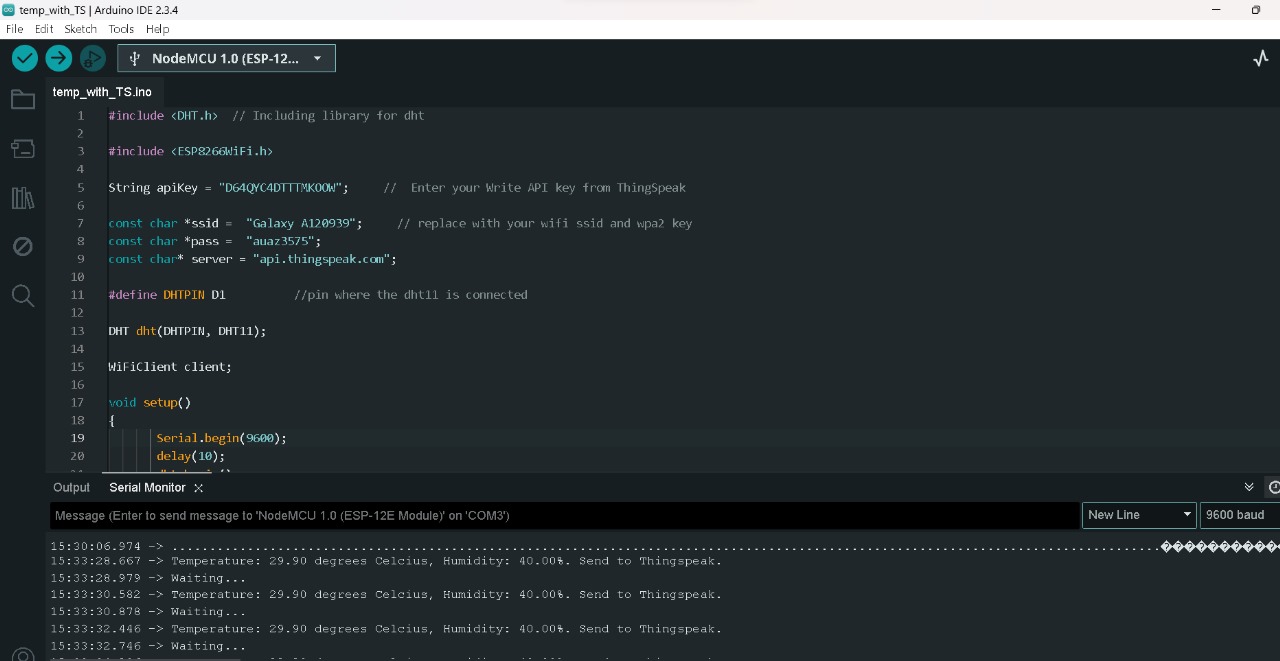 temp_with_TS | Arduino IDE 2.3.4
File Edit Sketch Tools Help
NodeMCU 1.0 (ESP-12...
temp_with_TS.ino
1 #include <DHT.h> // Including library for dht
2
3 #include <ESP8266WiFi.h>
4
5 String apiKey = "D64QYC4DTTTMKOOW"; // Enter your Write API key from ThingSpeak
6
7 const char *ssid = "Galaxy A120939"; // replace with your wifi ssid and wpa2 key
8 const char *pass = "auaz3575";
9 const char* server = "api.thingspeak.com";
10
11 #define DHTPIN D1 //pin where the dht11 is connected
12
13 DHT dht(DHTPIN, DHT11);
14
15 WiFiClient client;
16
17 void setup()
18 {
19 Serial.begin(9600);
20 delay(10);
Output Serial Monitor
Message (Enter to send message to 'NodeMCU 1.0 (ESP-12E Module)' on 'COM3') New Line 9600 baud
15:30:06.974 -> ..........................................................................................................................������������
15:33:28.667 -> Temperature: 29.90 degrees Celcius, Humidity: 40.00%. Send to Thingspeak.
15:33:28.979 -> Waiting...
15:33:30.582 -> Temperature: 29.90 degrees Celcius, Humidity: 40.00%. Send to Thingspeak.
15:33:30.878 -> Waiting...
15:33:32.446 -> Temperature: 29.90 degrees Celcius, Humidity: 40.00%. Send to Thingspeak.
15:33:32.746 -> Waiting...